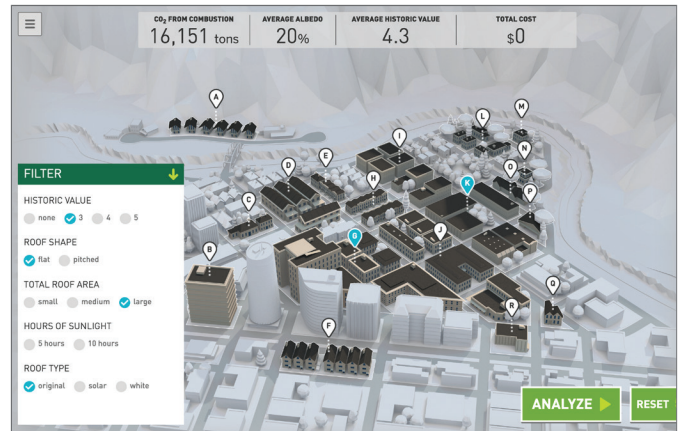 CO₂ FROM COMBUSTION
16,151 tons
AVERAGE ALBEDO
20%
AVERAGE HISTORIC VALUE
4.3
TOTAL COST
$0
A
M
L
I
N
E
D
O
H
K
P
C
G
J
B
Q
R
F
FILTER
HISTORIC VALUE
none 3 4 5
ROOF SHAPE
flat pitched
TOTAL ROOF AREA
small medium large
HOURS OF SUNLIGHT
5 hours 10 hours
ROOF TYPE
original solar white
ANALYZE
RESET